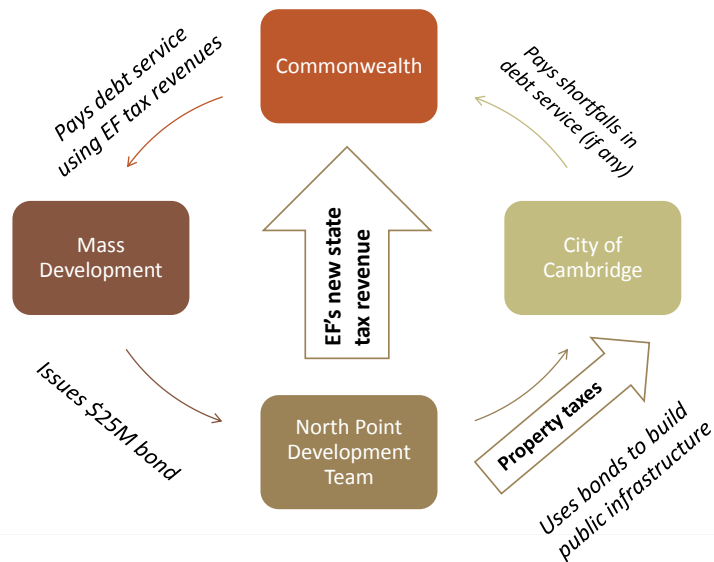 Commonwealth
Pays debt service
using EF tax revenues
Pays shortfalls in
debt service (if any)
Mass
Development
EF's new state
tax revenue
City of
Cambridge
Issues $25M bond
North Point
Development
Team
Property taxes
Uses bonds to build
public infrastructure